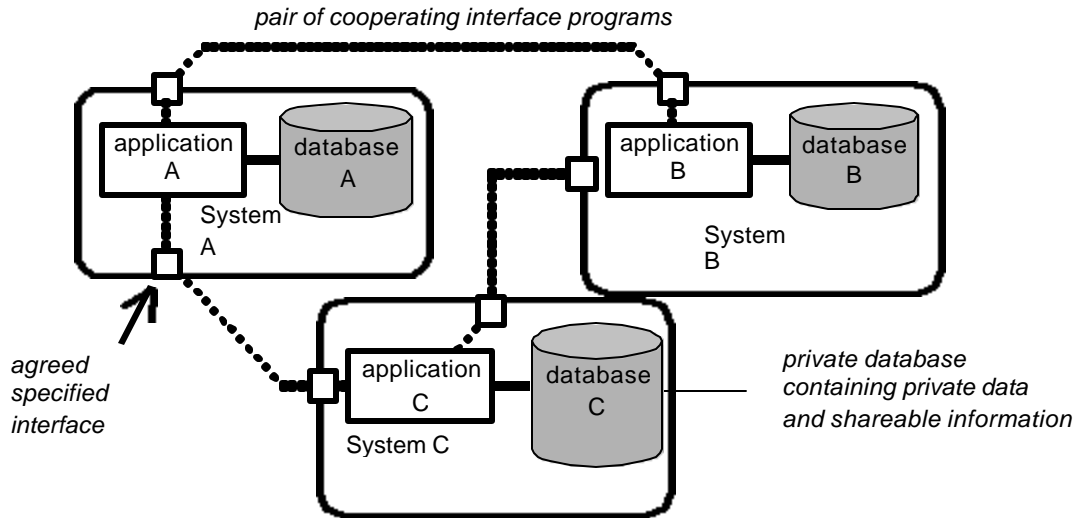 pair of cooperating interface programs
application
A
database
A
System
A
application
B
database
B
System
B
agreed
specified
interface
application
C
database
C
System C
private database
containing private data
and shareable information